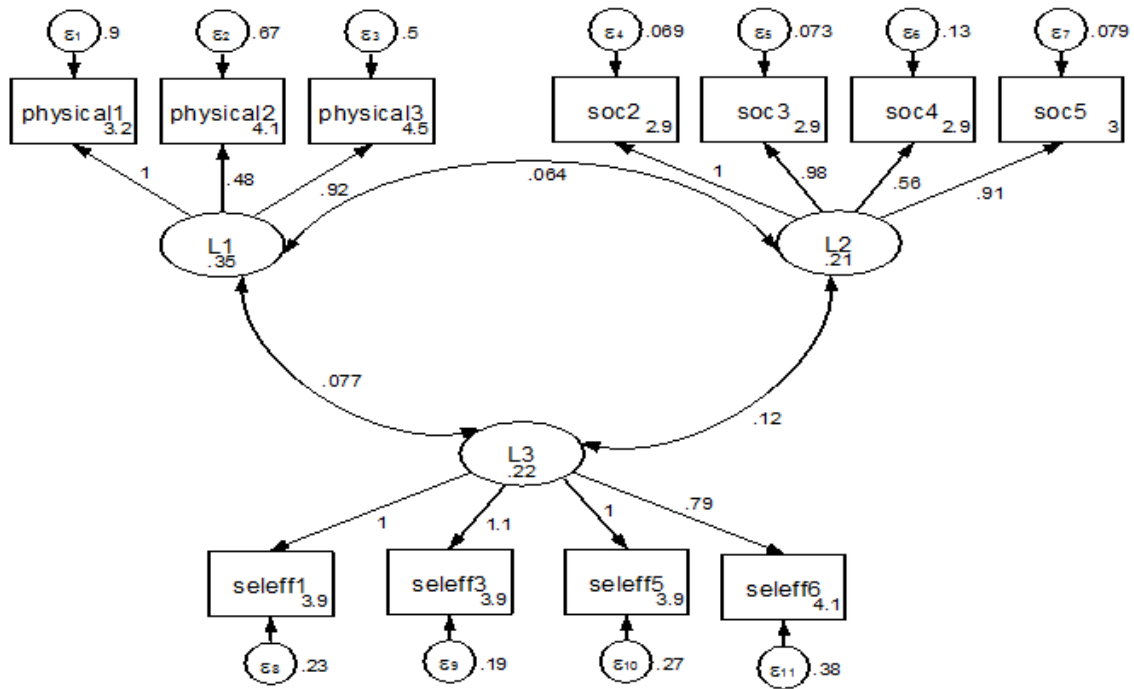 ε1 .9 ε2 .67 ε3 .5 ε4 .069 ε5 .073 ε6 .13 ε7 .079
physical1 physical2 physical3 soc2 soc3 soc4 soc5
3.2 4.1 4.5 2.9 2.9 2.9 3
1 .48 .92 .064 1 .98 .56 .91
L1 L2
.35 .21
.077 .12
L3
.22
1 1.1 1 .79
seleff1 seleff3 seleff5 seleff6
3.9 3.9 3.9 4.1
ε8 .23 ε9 .19 ε10 .27 ε11 .38